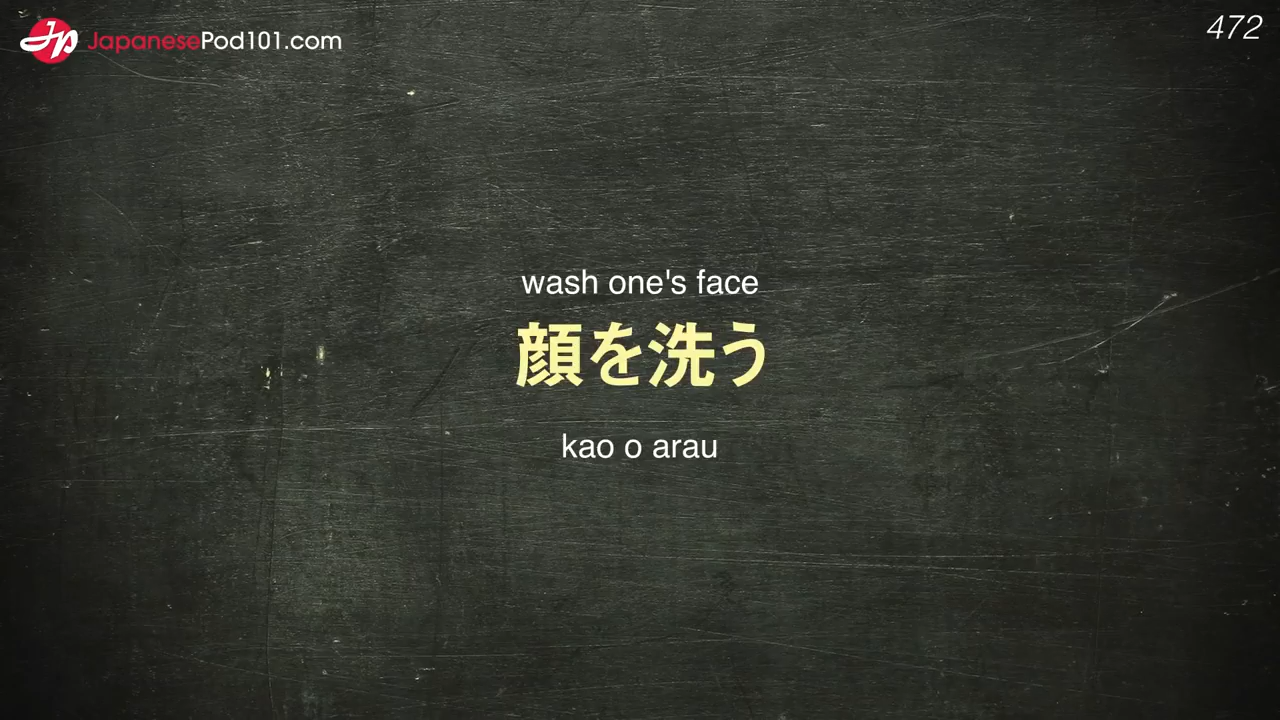 JapanesePod101.com
472
wash one's face
顔を洗う
kao o arau